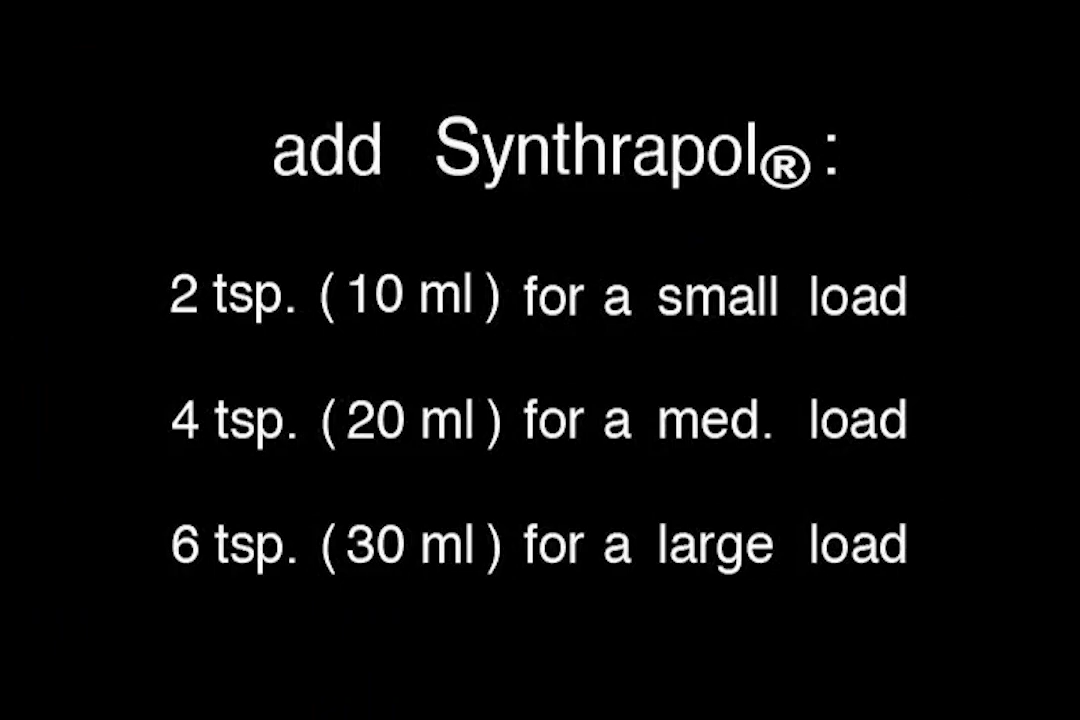 add Synthrapol®:
2 tsp. (10 ml) for a small load
4 tsp. (20 ml) for a med. load
6 tsp. (30 ml) for a large load